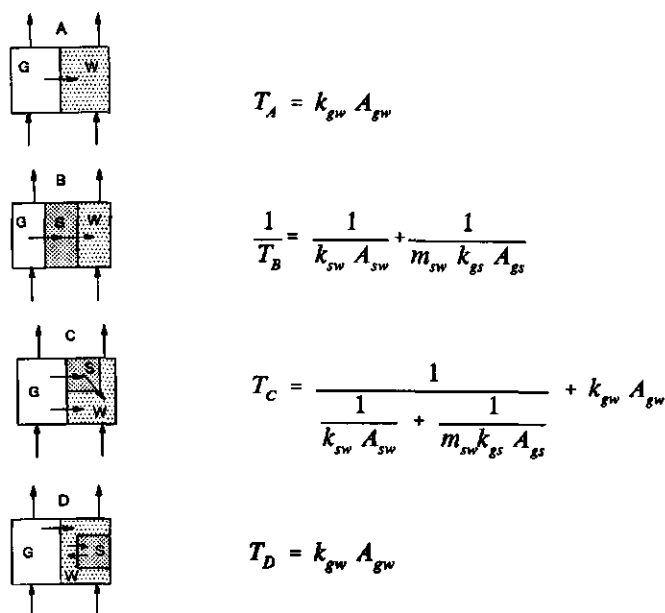 A
G W
T_A = k_gw A_gw
B
G S W
1/T_B = 1/(k_sw A_sw) + 1/(m_sw k_gs A_gs)
C
S
G
W
T_C = 1/(1/(k_sw A_sw) + 1/(m_sw k_gs A_gs)) + k_gw A_gw
D
G S
W
T_D = k_gw A_gw